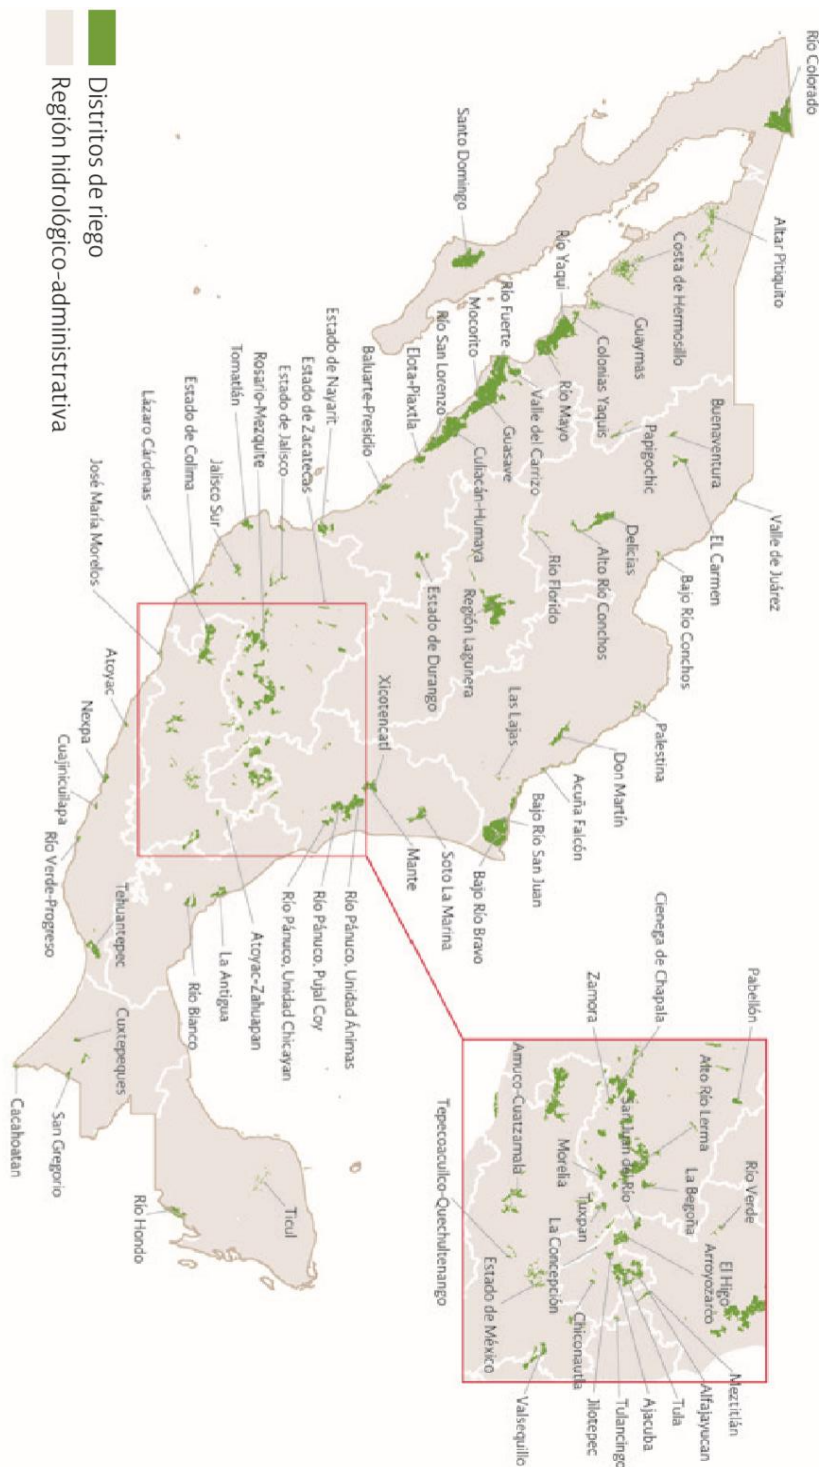 Río Colorado
Altar Pitiquito
Costa de Hermosillo
Guaymas
Colonias Yaquis
Río Yaqui
Río Mayo
Santo Domingo
Valle de Juárez
Buenaventura
EL Carmen
Papigochic
Bajo Río Conchos
Delicias
Alto Río Conchos
Río Florido
Valle del Carrizo
Río Fuerte
Guasave
Mocorito
Culiacán-Humaya
Río San Lorenzo
Elota-Piaxtla
Baluarte-Presidio
Palestina
Don Martín
Acuña Falcón
Las Lajas
Bajo Río San Juan
Bajo Río Bravo
Región Lagunera
Estado de Durango
Soto La Marina
Xicotencatl
Mante
Estado de Nayarit
Estado de Zacatecas
Estado de Jalisco
Rosario-Mezquite
Tomatlán
Jalisco Sur
Estado de Colima
Lázaro Cárdenas
José María Morelos
Río Pánuco, Unidad Ánimas
Río Pánuco, Pujal Coy
Río Pánuco, Unidad Chicayan
Atoyac-Zahuapan
La Antigua
Río Blanco
Atoyac
Nexpa
Cuajinicuilapa
Río Verde-Progreso
Tehuantepec
Cuxtepeques
San Gregorio
Cacahoatan
Ticul
Río Hondo
Pabellón
Río Verde
Alto Río Lerma
La Begoña
El Higo
Arroyozarco
Cienega de Chapala
Zamora
San Juan del Río
Morelia
Tuxpan
La Concepción
Chiconautla
Amuco-Cuatzamala
Tepecoacuilco-Quechultenango
Estado de México
Meztitlán
Alfajayucan
Tula
Ajacuba
Tulancingo
Jilotepec
Valsequillo
Distritos de riego
Región hidrológico-administrativa